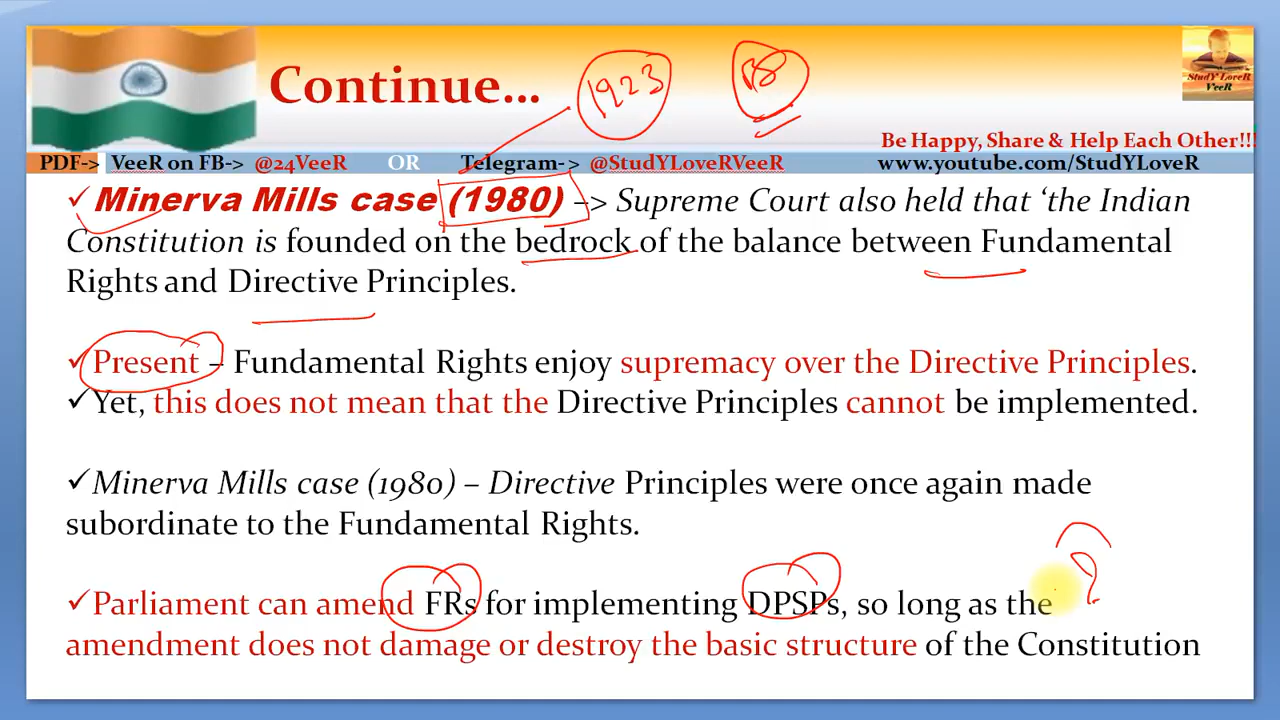 Continue...
1923
BS
StudY LoveR
VeeR
Be Happy, Share & Help Each Other!!!
PDF-> VeeR on FB-> @24VeeR OR Telegram-> @StudYLoveRVeeR www.youtube.com/StudYLoveR
✓ Minerva Mills case (1980) –> Supreme Court also held that ‘the Indian
Constitution is founded on the bedrock of the balance between Fundamental
Rights and Directive Principles.
✓ Present – Fundamental Rights enjoy supremacy over the Directive Principles.
✓ Yet, this does not mean that the Directive Principles cannot be implemented.
✓ Minerva Mills case (1980) – Directive Principles were once again made
subordinate to the Fundamental Rights.
?
✓ Parliament can amend FRs for implementing DPSPs, so long as the
amendment does not damage or destroy the basic structure of the Constitution